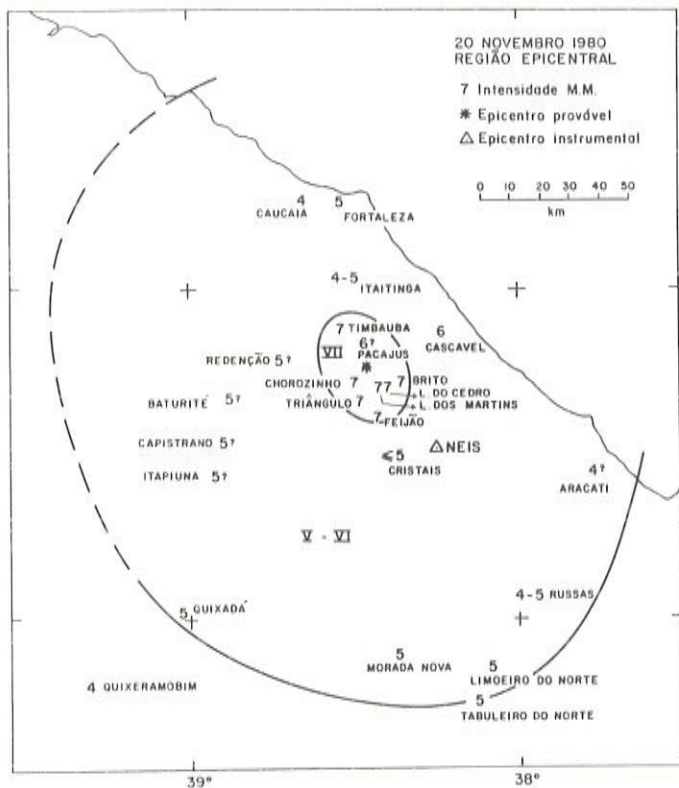 20 NOVEMBRO 1980
REGIÃO EPICENTRAL
7 Intensidade M.M.
* Epicentro provável
△ Epicentro instrumental
0 10 20 30 40 50
km
4
CAUCAIA
5
FORTALEZA
4-5
ITAITINGA
7 TIMBAUBA
6?
PACAJUS
6
CASCAVEL
VII
REDENÇÃO 5?
CHOROZINHO 7
7 BRITO
77
L. DO CEDRO
L. DOS MARTINS
TRIÂNGULO 7
BATURITÉ 5?
7
FEIJÃO
CAPISTRANO 5?
⩽5
CRISTAIS
△ NEIS
ITAPIUNA 5?
4?
ARACATI
V - VI
4-5 RUSSAS
5 QUIXADÁ
5
MORADA NOVA
5
LIMOEIRO DO NORTE
4 QUIXERAMOBIM
5
TABULEIRO DO NORTE
39°
38°